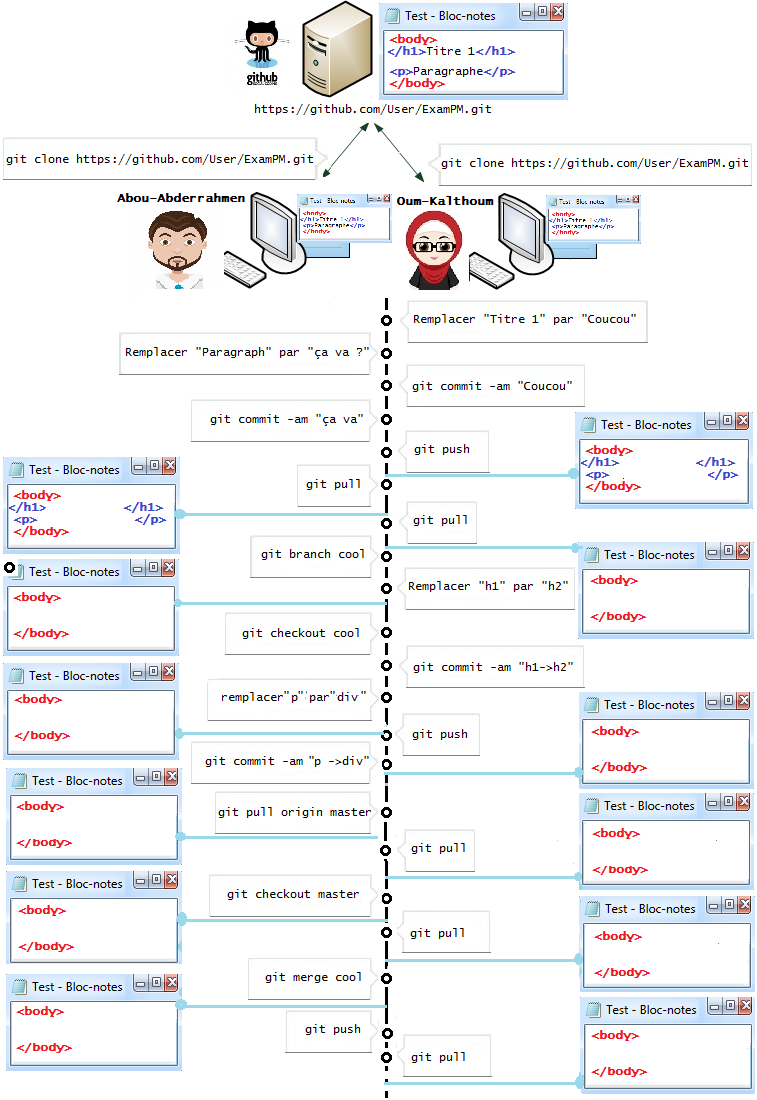 github
Test - Bloc-notes
<body>
</h1>Titre 1</h1>
<p>Paragraphe</p>
</body>
https://github.com/User/ExamPM.git
git clone https://github.com/User/ExamPM.git
git clone https://github.com/User/ExamPM.git
Abou-Abderrahmen
Test - Bloc-notes
<body>
</h1>Titre 1</h1>
<p>Paragraphe</p>
</body>
Oum-Kalthoum
Test - Bloc-notes
<body>
</h1>Titre 1</h1>
<p>Paragraphe</p>
</body>
Remplacer "Titre 1" par "Coucou"
Remplacer "Paragraph" par "ça va ?"
git commit -am "Coucou"
git commit -am "ça va"
git push
Test - Bloc-notes
<body>
</h1> </h1>
<p> </p>
</body>
git pull
Test - Bloc-notes
<body>
</h1> </h1>
<p> </p>
</body>
git pull
Test - Bloc-notes
<body>
</body>
git branch cool
Test - Bloc-notes
<body>
</body>
Remplacer "h1" par "h2"
git checkout cool
git commit -am "h1->h2"
Test - Bloc-notes
<body>
</body>
remplacer"p" par"div"
git push
Test - Bloc-notes
<body>
</body>
git commit -am "p ->div"
Test - Bloc-notes
<body>
</body>
git pull origin master
git pull
Test - Bloc-notes
<body>
</body>
git checkout master
Test - Bloc-notes
<body>
</body>
git pull
Test - Bloc-notes
<body>
</body>
git merge cool
Test - Bloc-notes
<body>
</body>
git push
git pull
Test - Bloc-notes
<body>
</body>